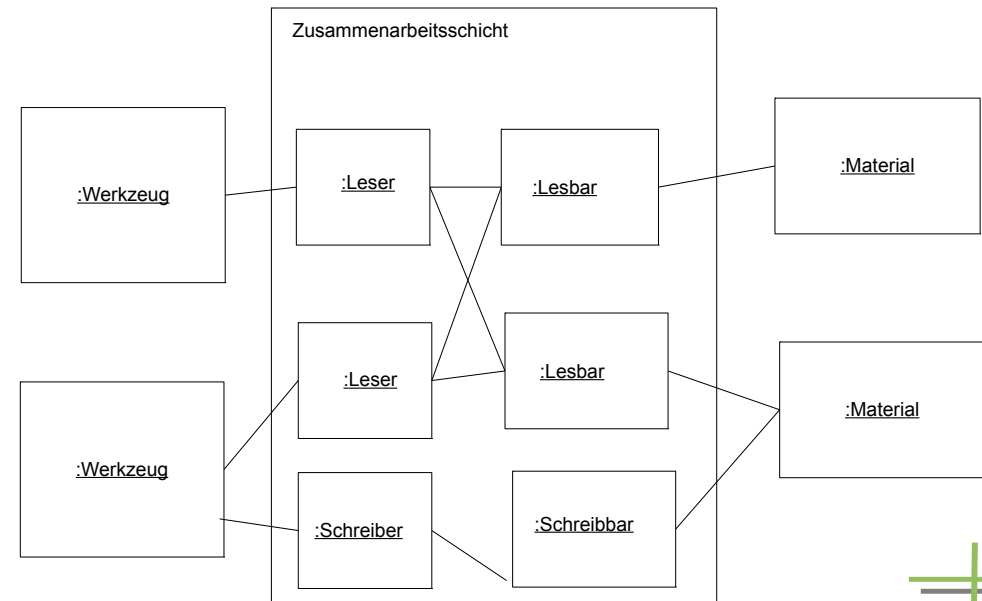 Zusammenarbeitsschicht
:Werkzeug
:Leser
:Lesbar
:Material
:Leser
:Lesbar
:Material
:Werkzeug
:Schreiber
:Schreibbar